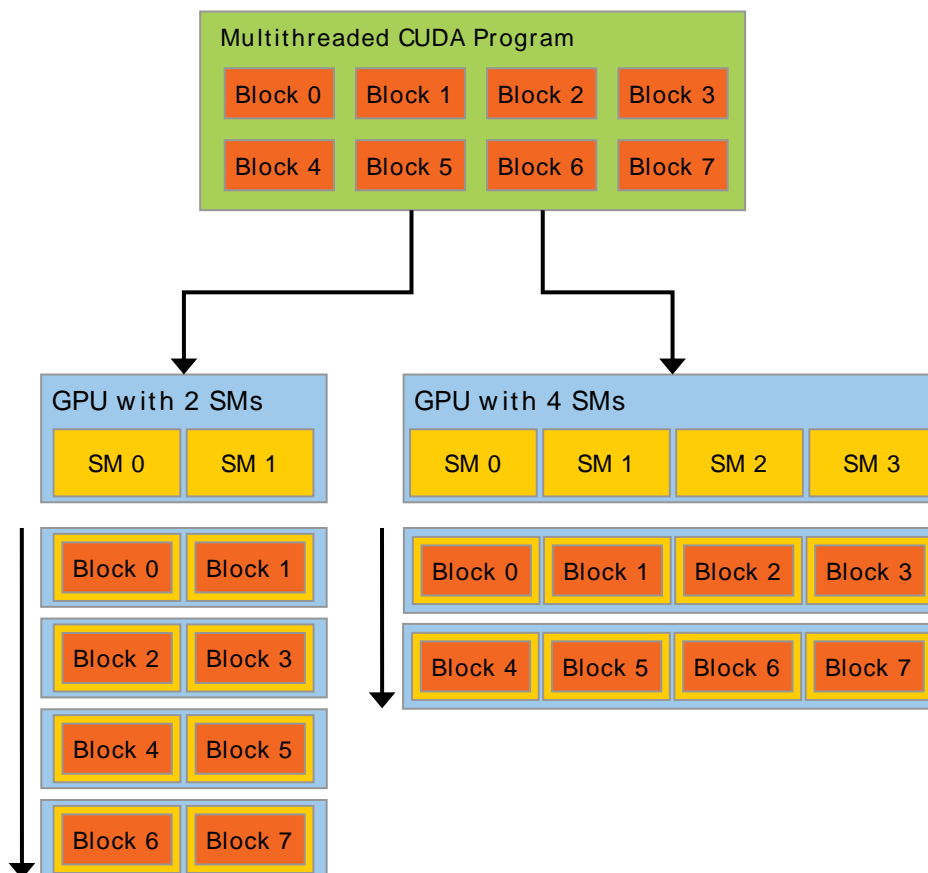 Multithreaded CUDA Program
Block 0 Block 1 Block 2 Block 3
Block 4 Block 5 Block 6 Block 7
GPU with 2 SMs
SM 0 SM 1
Block 0 Block 1
Block 2 Block 3
Block 4 Block 5
Block 6 Block 7
GPU with 4 SMs
SM 0 SM 1 SM 2 SM 3
Block 0 Block 1 Block 2 Block 3
Block 4 Block 5 Block 6 Block 7